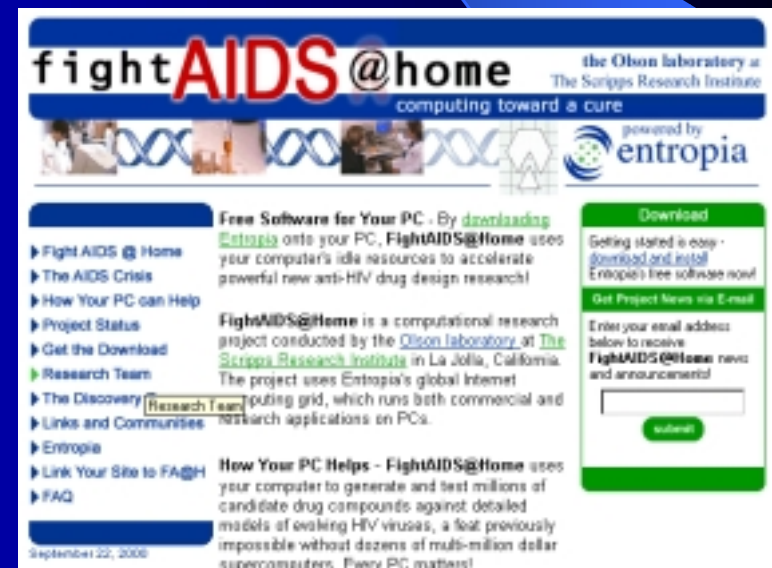 fightAIDS@home
the Olson laboratory at
The Scripps Research Institute
computing toward a cure
powered by
entropia
Fight AIDS @ Home
The AIDS Crisis
How Your PC can Help
Project Status
Get the Download
Research Team
The Discovery
Research Team
Links and Communities
Entropia
Link Your Site to FA@H
FAQ
September 22, 2000
Free Software for Your PC - By downloading
Entropia onto your PC, FightAIDS@Home uses
your computer's idle resources to accelerate
powerful new anti-HIV drug design research!
FightAIDS@Home is a computational research
project conducted by the Olson laboratory at The
Scripps Research Institute in La Jolla, California.
The project uses Entropia's global Internet
computing grid, which runs both commercial and
research applications on PCs.
How Your PC Helps - FightAIDS@Home uses
your computer to generate and test millions of
candidate drug compounds against detailed
models of evolving HIV viruses, a feat previously
impossible without dozens of multi-million dollar
supercomputers. Every PC matters!
Download
Getting started is easy -
download and install
Entropia's free software now!
Get Project News via E-mail
Enter your email address
below to receive
FightAIDS@Home news
and announcements!
submit